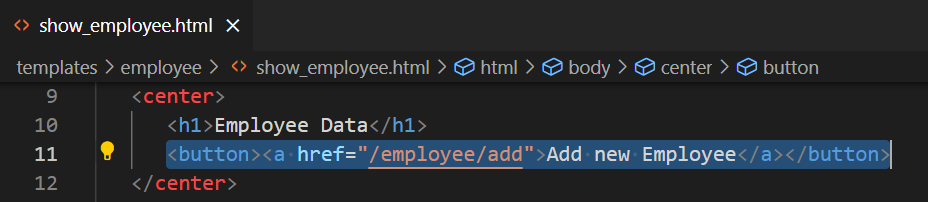 show_employee.html ×
templates > employee > <> show_employee.html > html > body > center > button
9 <center>
10 <h1>Employee Data</h1>
11 <button><a href="/employee/add">Add new Employee</a></button>
12 </center>